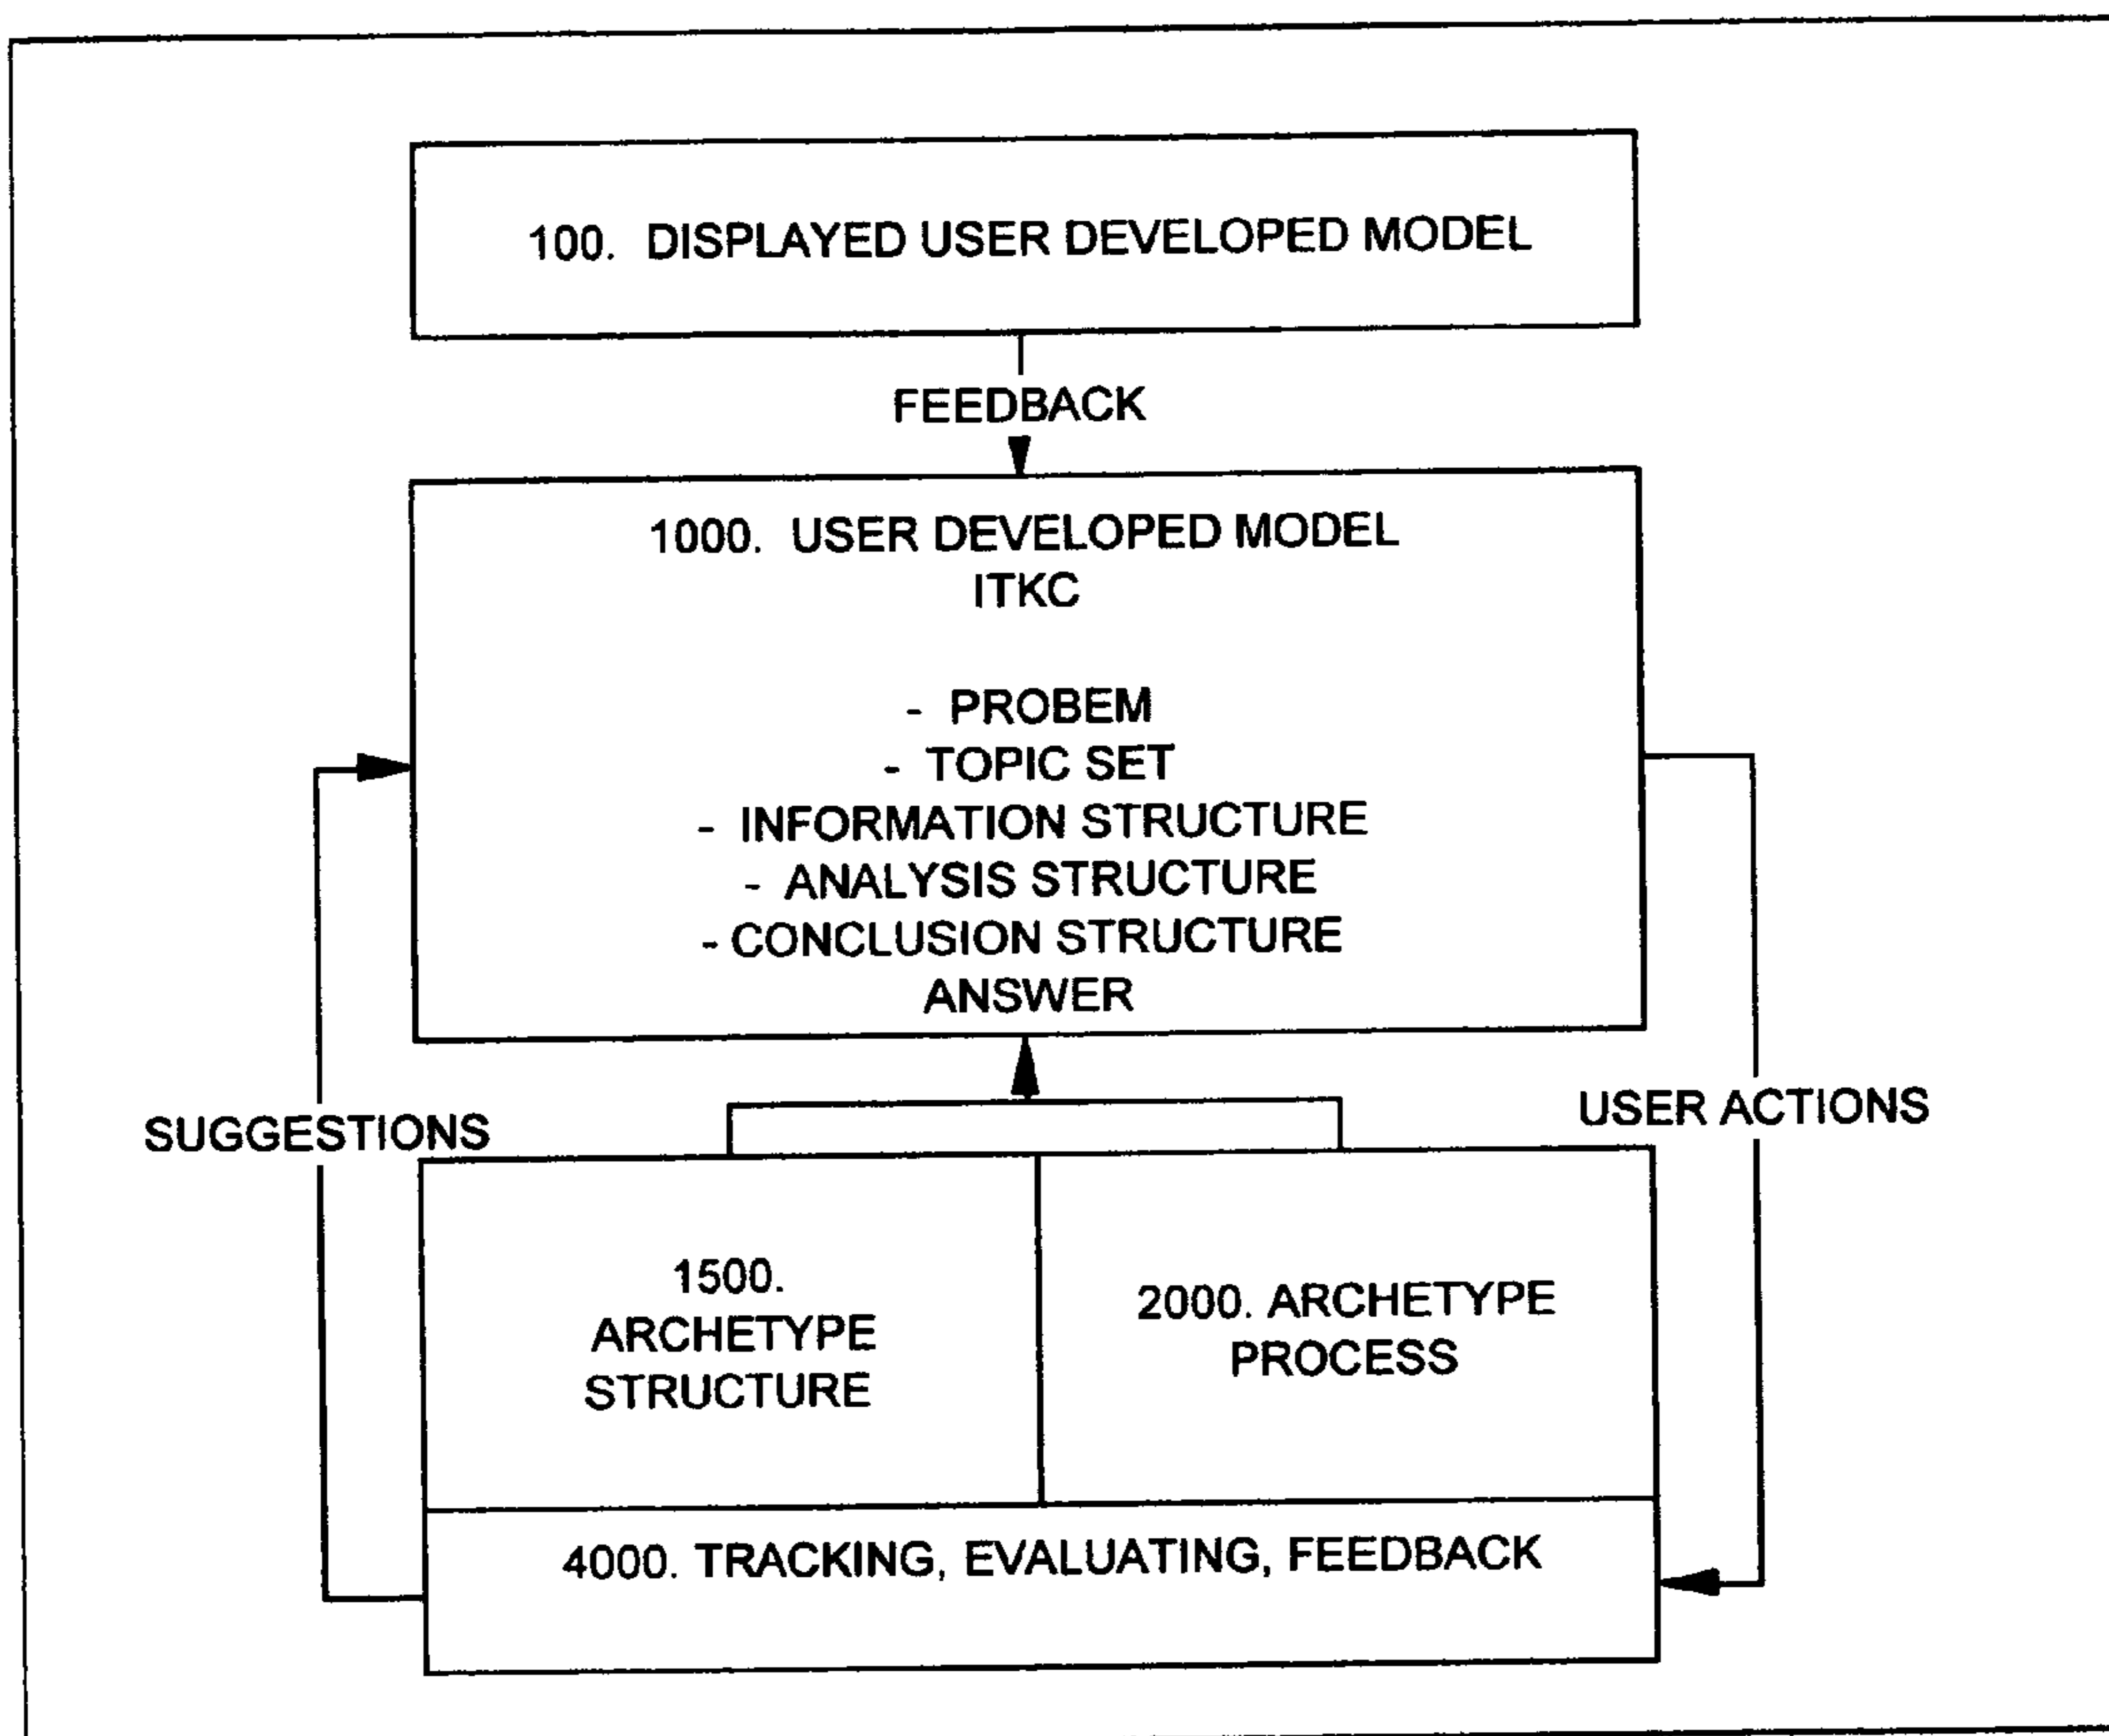 100. DISPLAYED USER DEVELOPED MODEL
FEEDBACK
1000. USER DEVELOPED MODEL
ITKC
- PROBEM
- TOPIC SET
- INFORMATION STRUCTURE
- ANALYSIS STRUCTURE
- CONCLUSION STRUCTURE
ANSWER
SUGGESTIONS
USER ACTIONS
1500.
ARCHETYPE
STRUCTURE
2000. ARCHETYPE
PROCESS
4000. TRACKING, EVALUATING, FEEDBACK